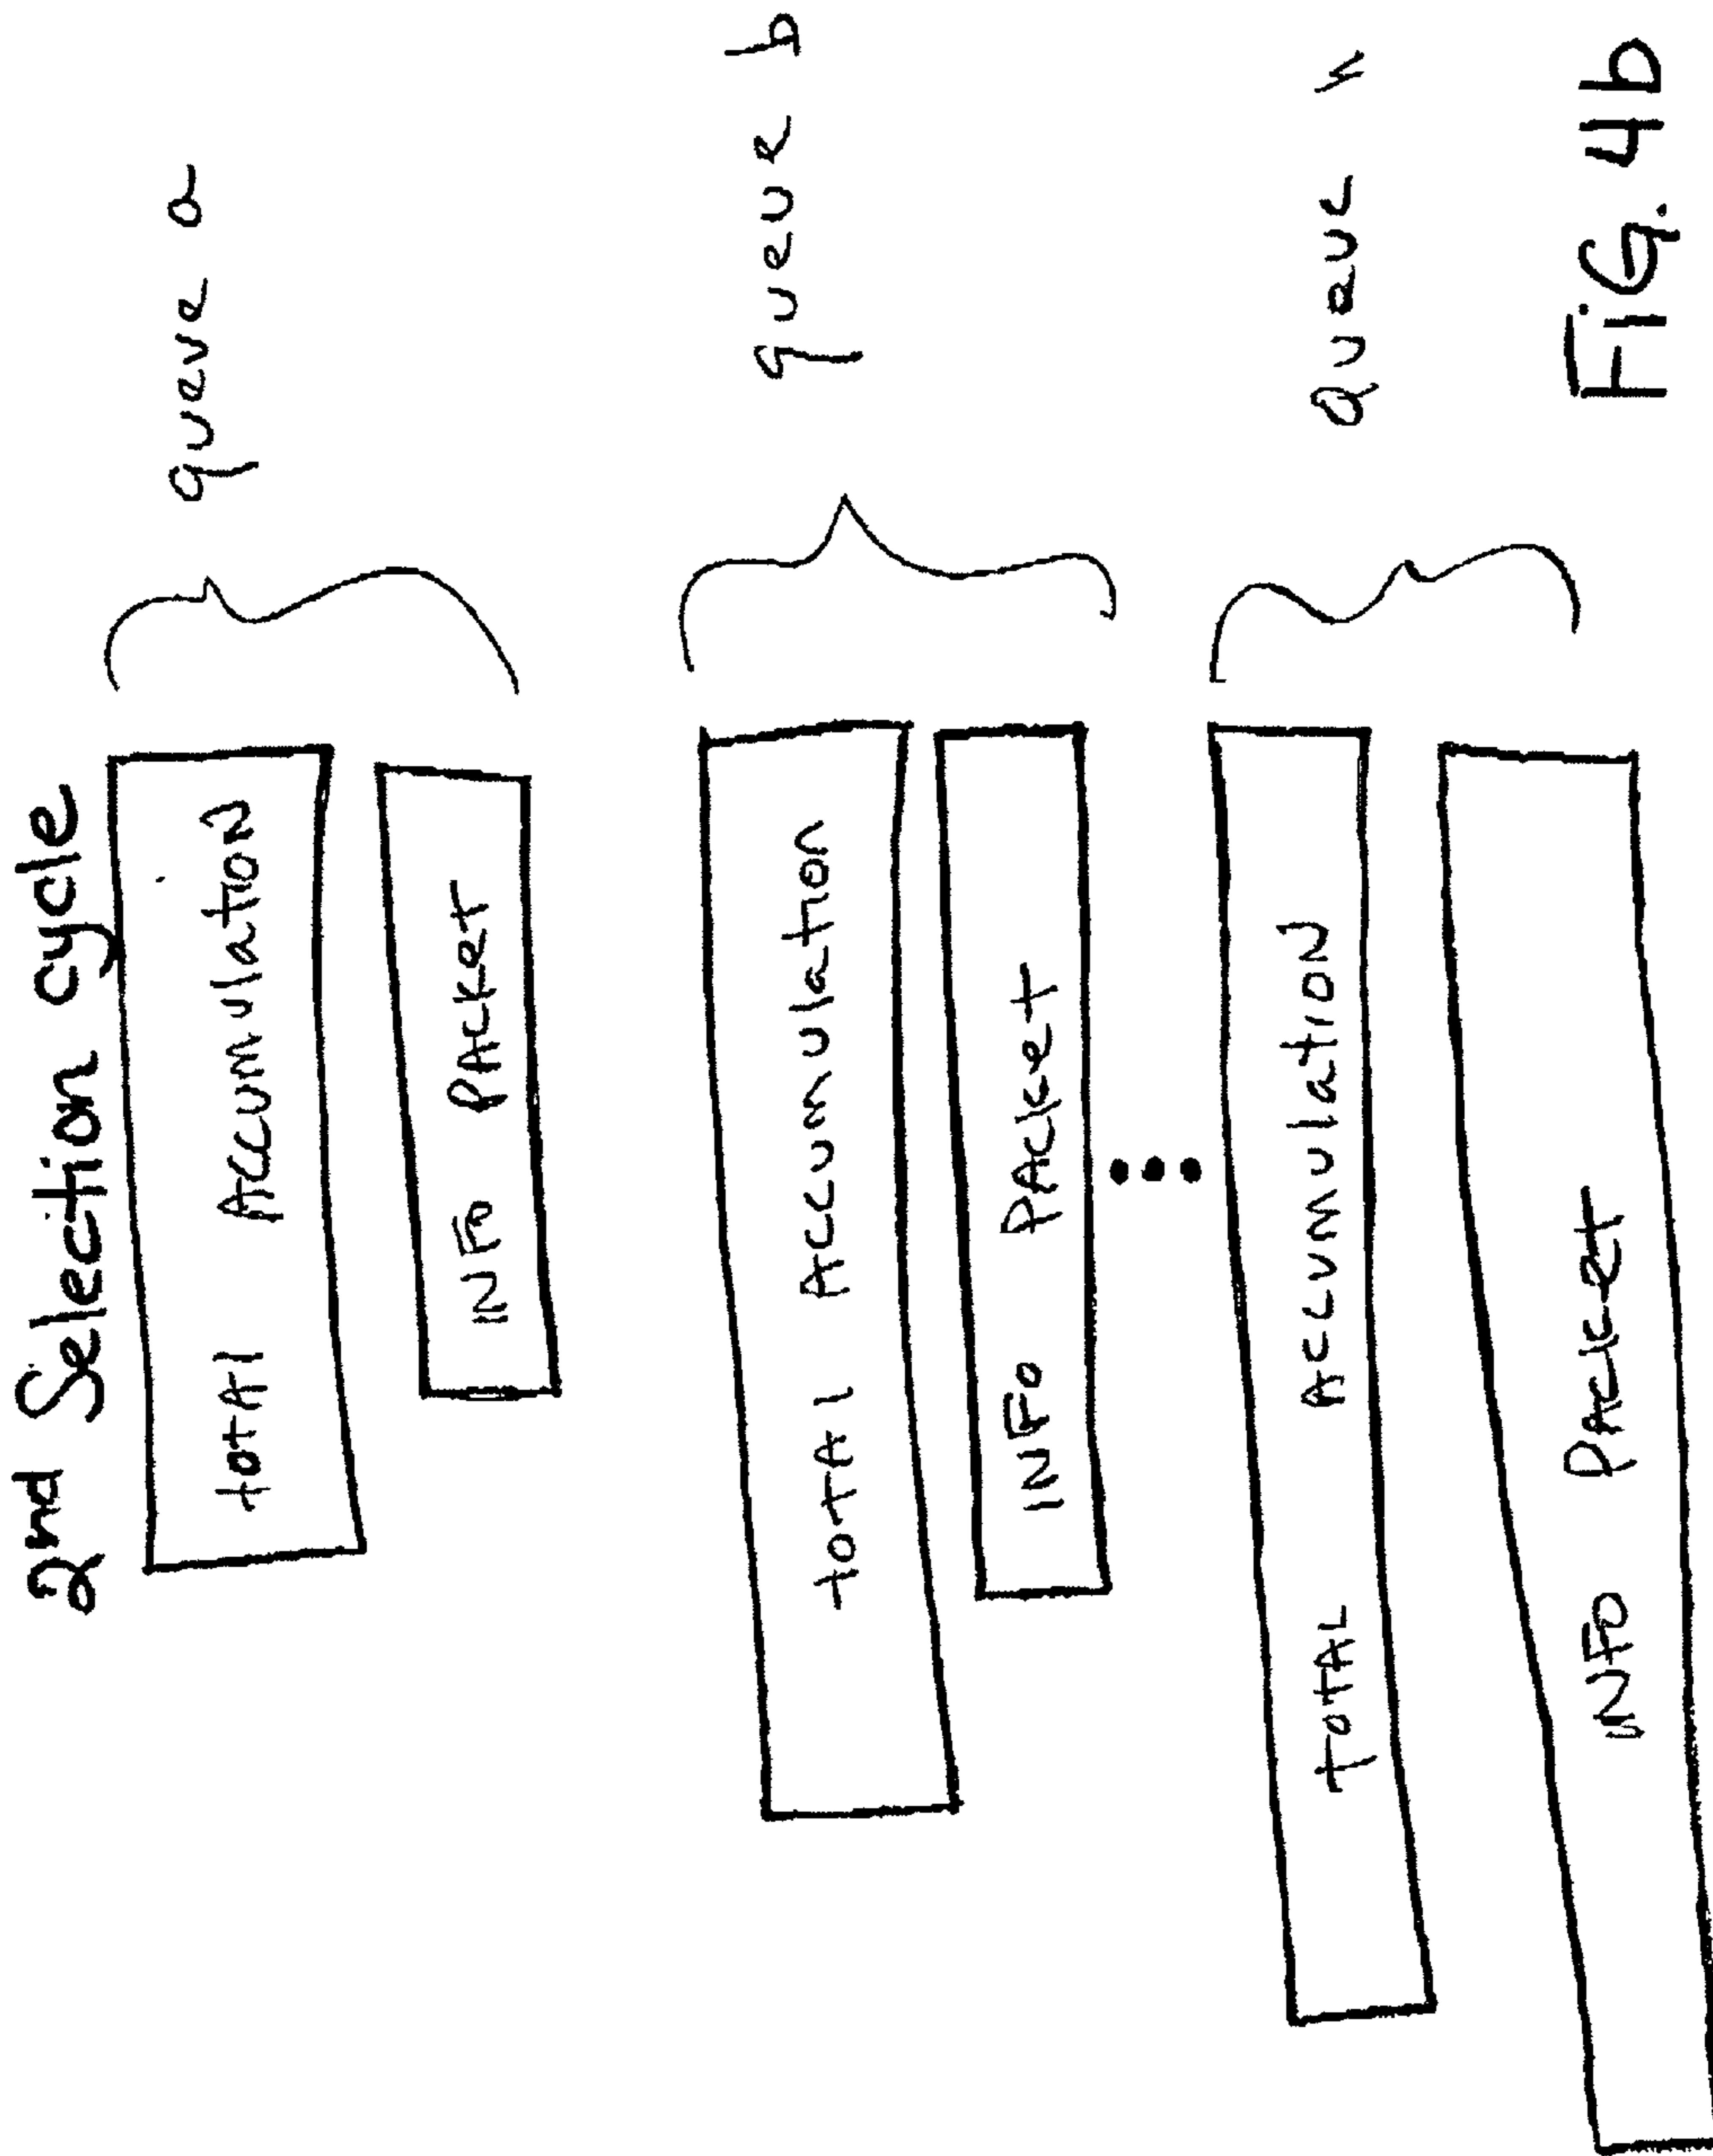 2nd Selection cycle
totAl Accumulation
INFo PAcket
queue a
totAl Accumulation
INFo PAcket
queue b
totAL Accumulation
INFO PAcket
Queue n
FiG. 4b